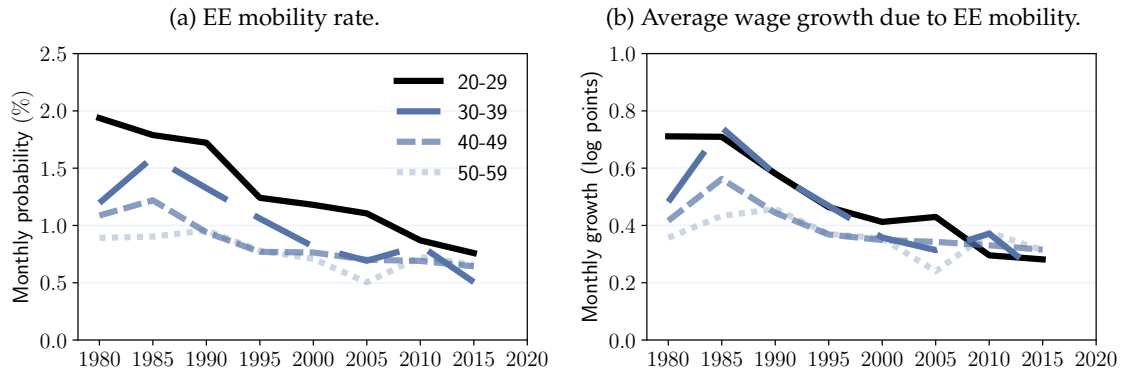 (a) EE mobility rate.
Monthly probability (%)
2.5
2.0
1.5
1.0
0.5
0.0
1980 1985 1990 1995 2000 2005 2010 2015 2020
20-29
30-39
40-49
50-59
(b) Average wage growth due to EE mobility.
Monthly growth (log points)
1.0
0.8
0.6
0.4
0.2
0.0
1980 1985 1990 1995 2000 2005 2010 2015 2020